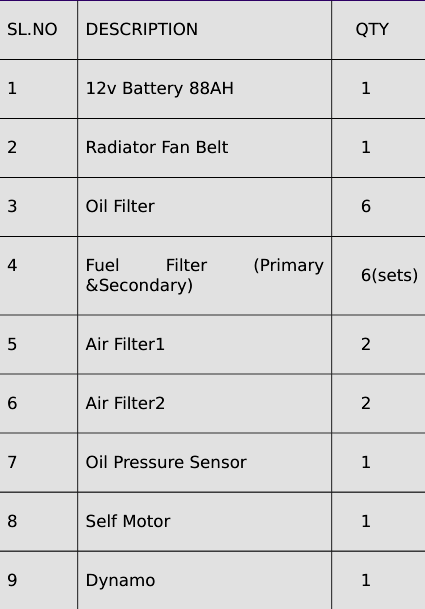 SL.NO DESCRIPTION QTY
1 12v Battery 88AH 1
2 Radiator Fan Belt 1
3 Oil Filter 6
4 Fuel Filter (Primary
&Secondary) 6(sets)
5 Air Filter1 2
6 Air Filter2 2
7 Oil Pressure Sensor 1
8 Self Motor 1
9 Dynamo 1